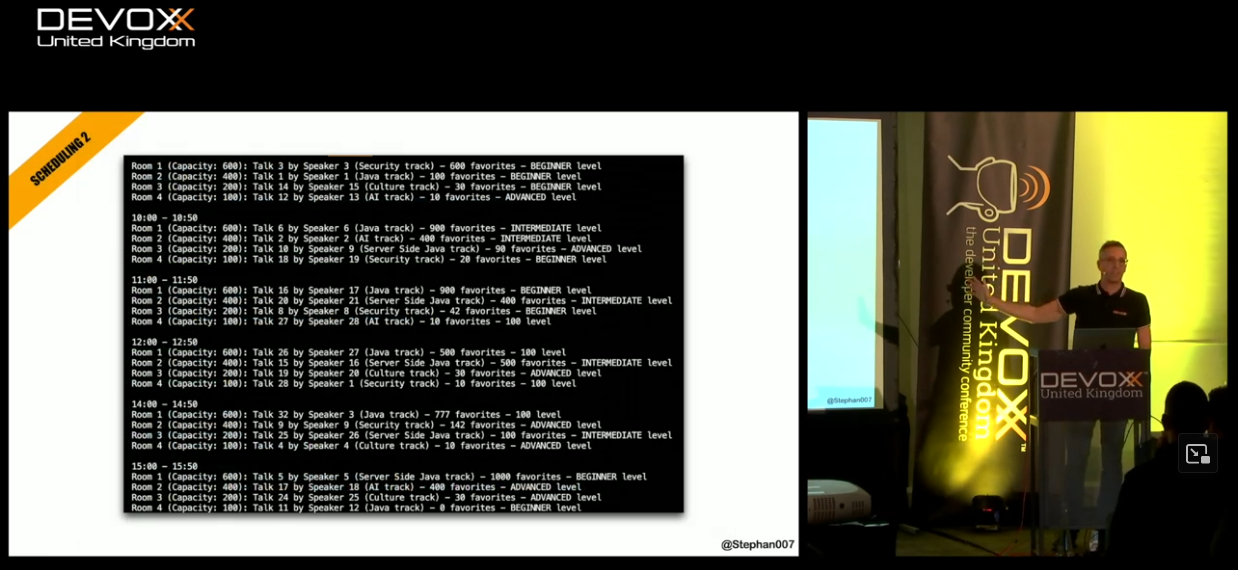 DEVOXX
United Kingdom
SCHEDULING 2
Room 1 (Capacity: 600): Talk 3 by Speaker 3 (Security track) – 600 favorites – BEGINNER level
Room 2 (Capacity: 400): Talk 1 by Speaker 1 (Java track) – 100 favorites – BEGINNER level
Room 3 (Capacity: 200): Talk 14 by Speaker 15 (Culture track) – 30 favorites – BEGINNER level
Room 4 (Capacity: 100): Talk 12 by Speaker 13 (AI track) – 10 favorites – ADVANCED level
10:00 – 10:50
Room 1 (Capacity: 600): Talk 6 by Speaker 6 (Java track) – 900 favorites – INTERMEDIATE level
Room 2 (Capacity: 400): Talk 2 by Speaker 2 (AI track) – 400 favorites – INTERMEDIATE level
Room 3 (Capacity: 200): Talk 10 by Speaker 9 (Server Side Java track) – 90 favorites – ADVANCED level
Room 4 (Capacity: 100): Talk 18 by Speaker 19 (Security track) – 20 favorites – BEGINNER level
11:00 – 11:50
Room 1 (Capacity: 600): Talk 16 by Speaker 17 (Java track) – 900 favorites – BEGINNER level
Room 2 (Capacity: 400): Talk 20 by Speaker 21 (Server Side Java track) – 400 favorites – INTERMEDIATE level
Room 3 (Capacity: 200): Talk 8 by Speaker 8 (Security track) – 42 favorites – BEGINNER level
Room 4 (Capacity: 100): Talk 27 by Speaker 28 (AI track) – 10 favorites – 100 level
12:00 – 12:50
Room 1 (Capacity: 600): Talk 26 by Speaker 27 (Java track) – 500 favorites – 100 level
Room 2 (Capacity: 400): Talk 15 by Speaker 16 (Server Side Java track) – 500 favorites – INTERMEDIATE level
Room 3 (Capacity: 200): Talk 19 by Speaker 20 (Culture track) – 30 favorites – ADVANCED level
Room 4 (Capacity: 100): Talk 28 by Speaker 1 (Security track) – 10 favorites – 100 level
14:00 – 14:50
Room 1 (Capacity: 600): Talk 32 by Speaker 3 (Java track) – 777 favorites – 100 level
Room 2 (Capacity: 400): Talk 9 by Speaker 9 (Security track) – 142 favorites – ADVANCED level
Room 3 (Capacity: 200): Talk 25 by Speaker 26 (Server Side Java track) – 100 favorites – INTERMEDIATE level
Room 4 (Capacity: 100): Talk 4 by Speaker 4 (Culture track) – 10 favorites – ADVANCED level
15:00 – 15:50
Room 1 (Capacity: 600): Talk 5 by Speaker 5 (Server Side Java track) – 1000 favorites – BEGINNER level
Room 2 (Capacity: 400): Talk 17 by Speaker 18 (AI track) – 400 favorites – ADVANCED level
Room 3 (Capacity: 200): Talk 24 by Speaker 25 (Culture track) – 30 favorites – ADVANCED level
Room 4 (Capacity: 100): Talk 11 by Speaker 12 (Java track) – 0 favorites – BEGINNER level
@Stephan007
@Stephan007
DEVOXX™
United Kingdom
the developer community conference
DEVOXX
United Kingdom